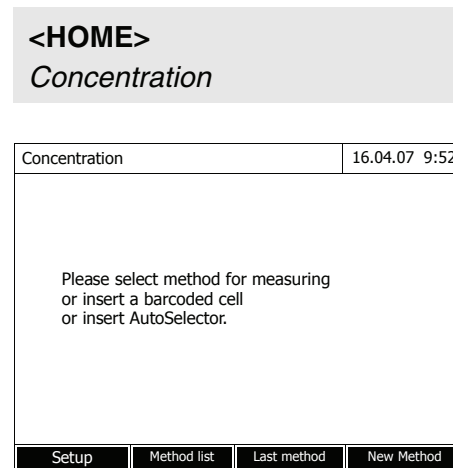 <HOME>
Concentration
Concentration 16.04.07 9:52
Please select method for measuring
or insert a barcoded cell
or insert AutoSelector.
Setup Method list Last method New Method